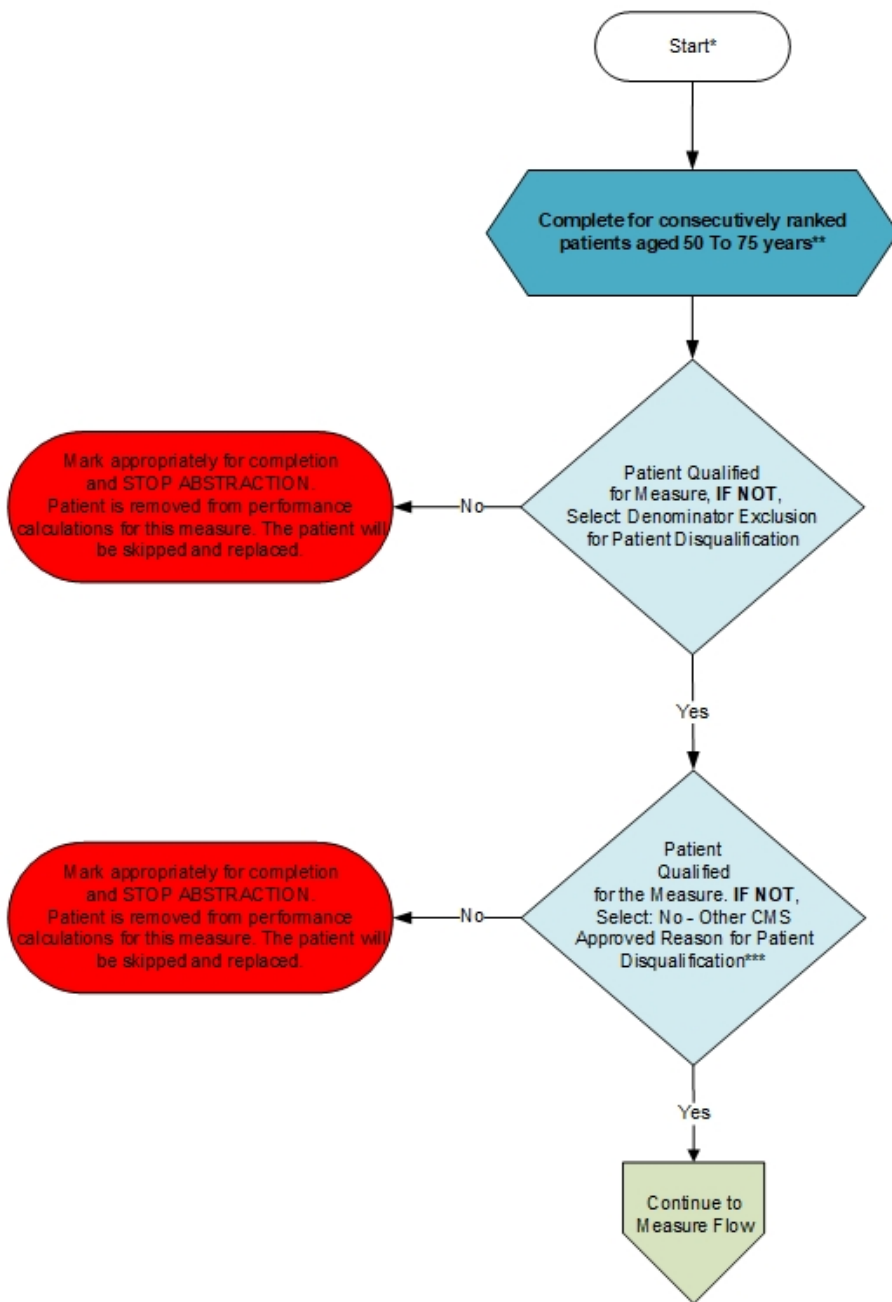 Start*
Complete for consecutively ranked
patients aged 50 To 75 years**
Patient Qualified
for Measure, IF NOT,
Select: Denominator Exclusion
for Patient Disqualification
No
Mark appropriately for completion
and STOP ABSTRACTION.
Patient is removed from performance
calculations for this measure. The patient will
be skipped and replaced.
Yes
Patient
Qualified
for the Measure. IF NOT,
Select: No - Other CMS
Approved Reason for Patient
Disqualification***
No
Mark appropriately for completion
and STOP ABSTRACTION.
Patient is removed from performance
calculations for this measure. The patient will
be skipped and replaced.
Yes
Continue to
Measure Flow